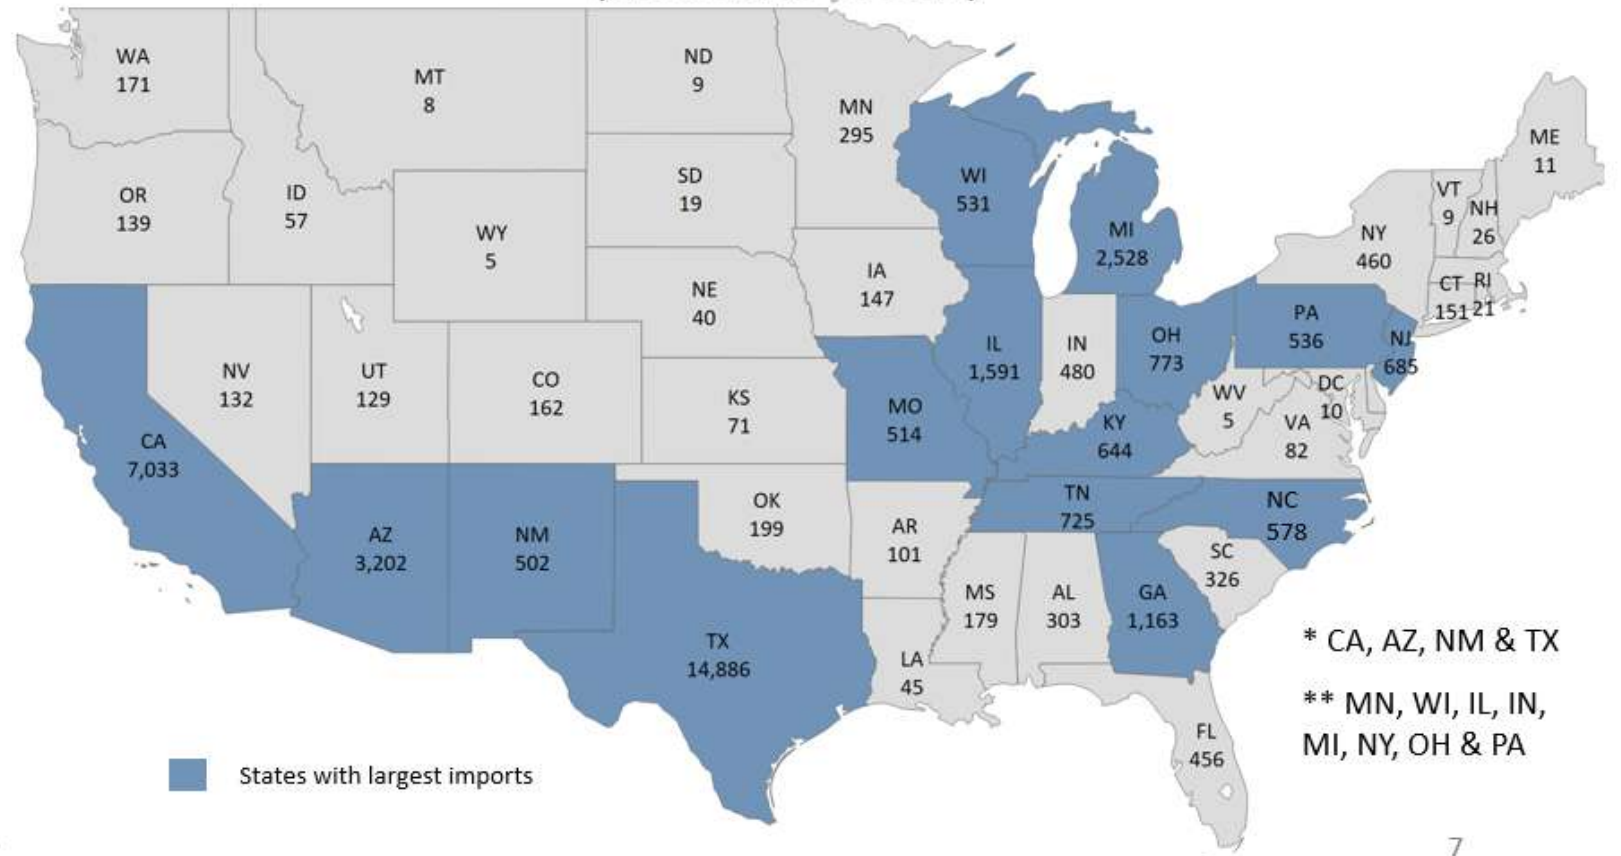 WA
171
MT
8
ND
9
MN
295
ME
11
OR
139
ID
57
WY
5
SD
19
WI
531
MI
2,528
VT
9
NH
26
NY
460
IA
147
NE
40
CT
151
RI
21
PA
536
NJ
685
OH
773
IN
480
IL
1,591
NV
132
UT
129
CO
162
KS
71
MO
514
KY
644
WV
5
DC
10
VA
82
CA
7,033
AZ
3,202
NM
502
OK
199
AR
101
TN
725
NC
578
SC
326
MS
179
AL
303
GA
1,163
TX
14,886
LA
45
FL
456
* CA, AZ, NM & TX
** MN, WI, IL, IN,
MI, NY, OH & PA
States with largest imports
7